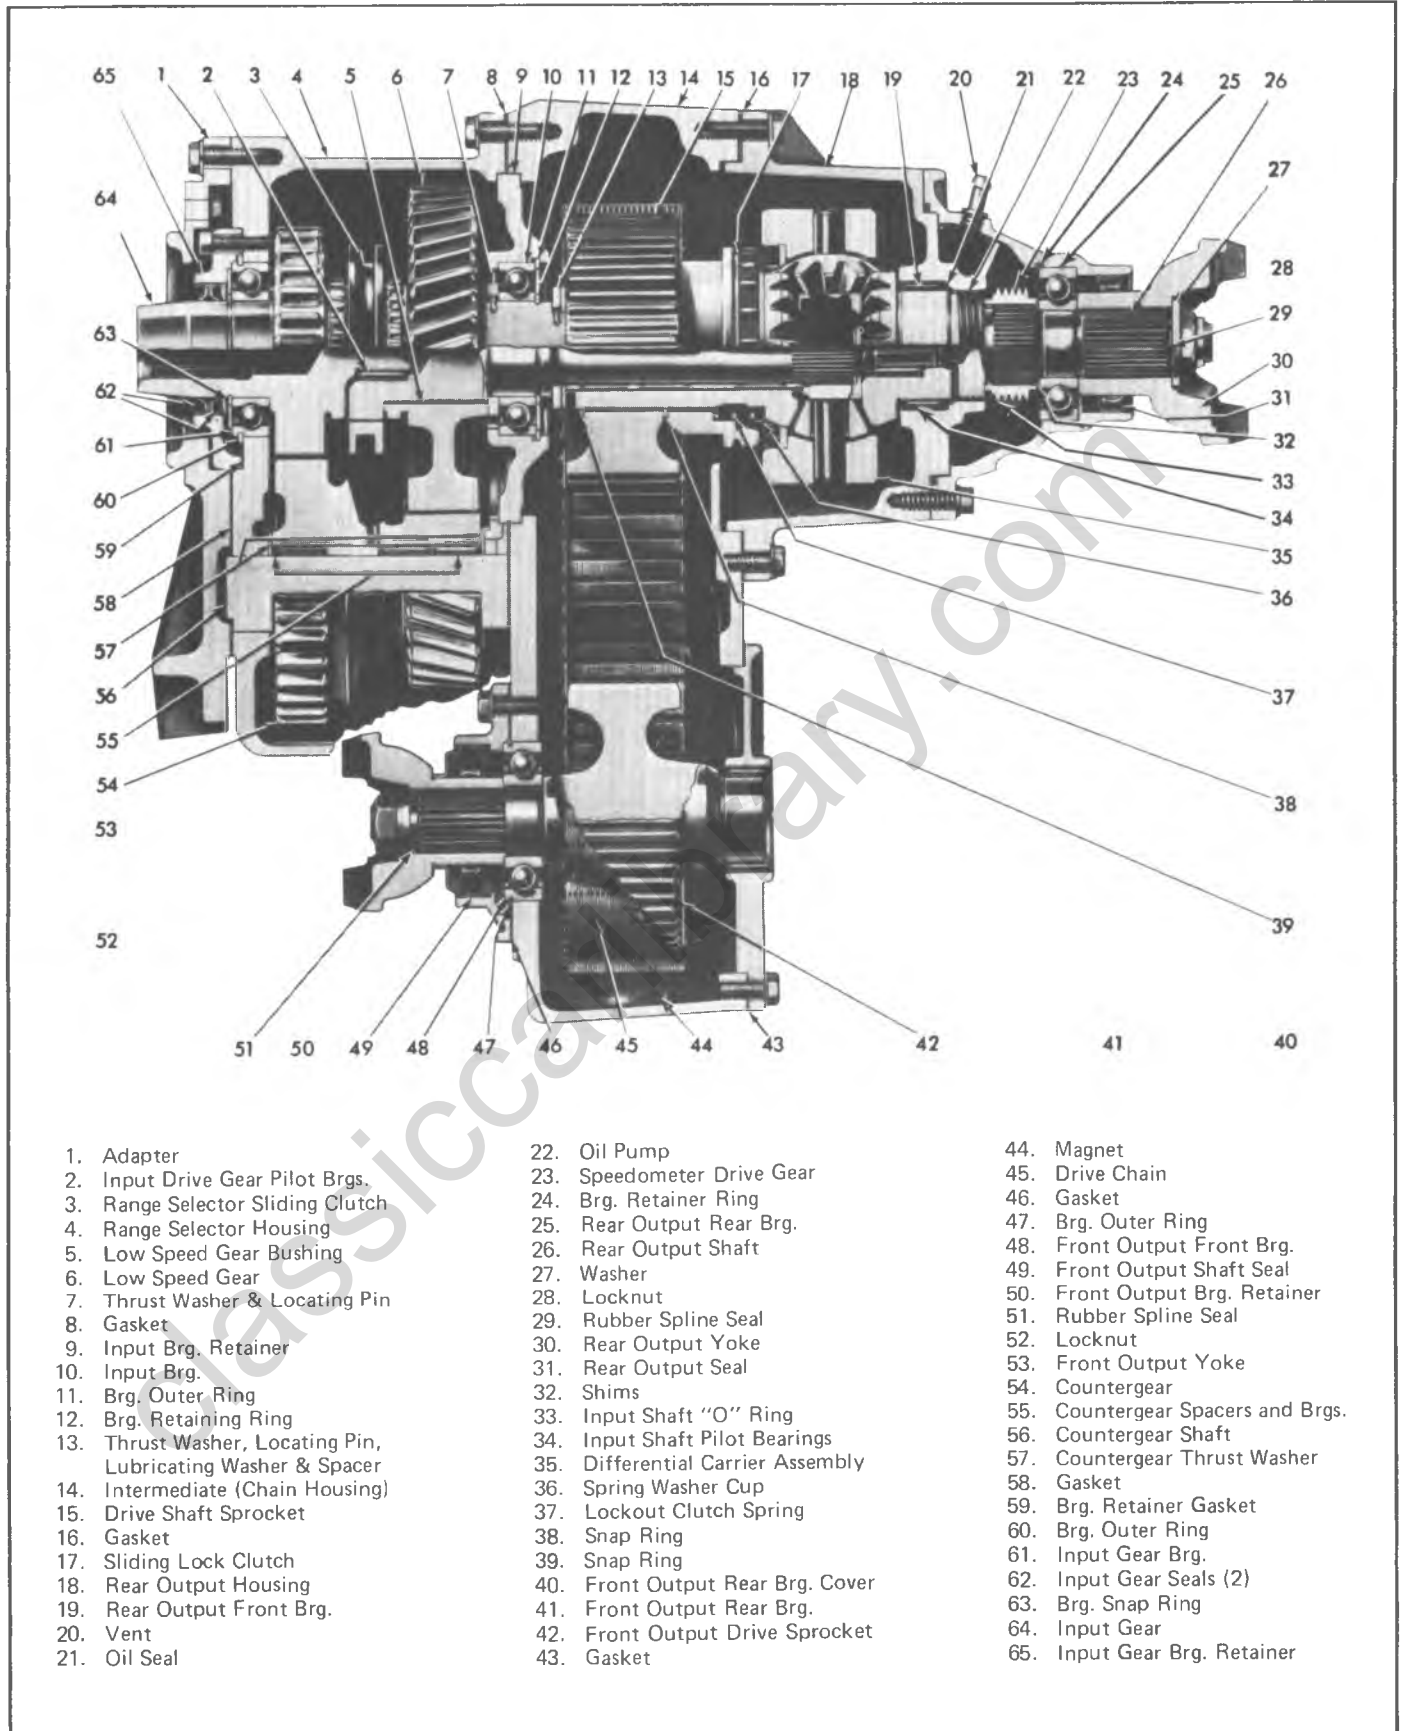 65 1 2 3 4 5 6 7 8 9 10 11 12 13 14 15 16 17 18 19 20 21 22 23 24 25 26
27
64
28
29
63
30
62
31
61
32
60
33
59
34
58
35
57
36
56
37
55
54
38
53
39
52
51 50 49 48 47 46 45 44 43 42 41 40
1. Adapter
2. Input Drive Gear Pilot Brgs.
3. Range Selector Sliding Clutch
4. Range Selector Housing
5. Low Speed Gear Bushing
6. Low Speed Gear
7. Thrust Washer & Locating Pin
8. Gasket
9. Input Brg. Retainer
10. Input Brg.
11. Brg. Outer Ring
12. Brg. Retaining Ring
13. Thrust Washer, Locating Pin,
Lubricating Washer & Spacer
14. Intermediate (Chain Housing)
15. Drive Shaft Sprocket
16. Gasket
17. Sliding Lock Clutch
18. Rear Output Housing
19. Rear Output Front Brg.
20. Vent
21. Oil Seal
22. Oil Pump
23. Speedometer Drive Gear
24. Brg. Retainer Ring
25. Rear Output Rear Brg.
26. Rear Output Shaft
27. Washer
28. Locknut
29. Rubber Spline Seal
30. Rear Output Yoke
31. Rear Output Seal
32. Shims
33. Input Shaft "O" Ring
34. Input Shaft Pilot Bearings
35. Differential Carrier Assembly
36. Spring Washer Cup
37. Lockout Clutch Spring
38. Snap Ring
39. Snap Ring
40. Front Output Rear Brg. Cover
41. Front Output Rear Brg.
42. Front Output Drive Sprocket
43. Gasket
44. Magnet
45. Drive Chain
46. Gasket
47. Brg. Outer Ring
48. Front Output Front Brg.
49. Front Output Shaft Seal
50. Front Output Brg. Retainer
51. Rubber Spline Seal
52. Locknut
53. Front Output Yoke
54. Countergear
55. Countergear Spacers and Brgs.
56. Countergear Shaft
57. Countergear Thrust Washer
58. Gasket
59. Brg. Retainer Gasket
60. Brg. Outer Ring
61. Input Gear Brg.
62. Input Gear Seals (2)
63. Brg. Snap Ring
64. Input Gear
65. Input Gear Brg. Retainer
classiccarlibrary.com